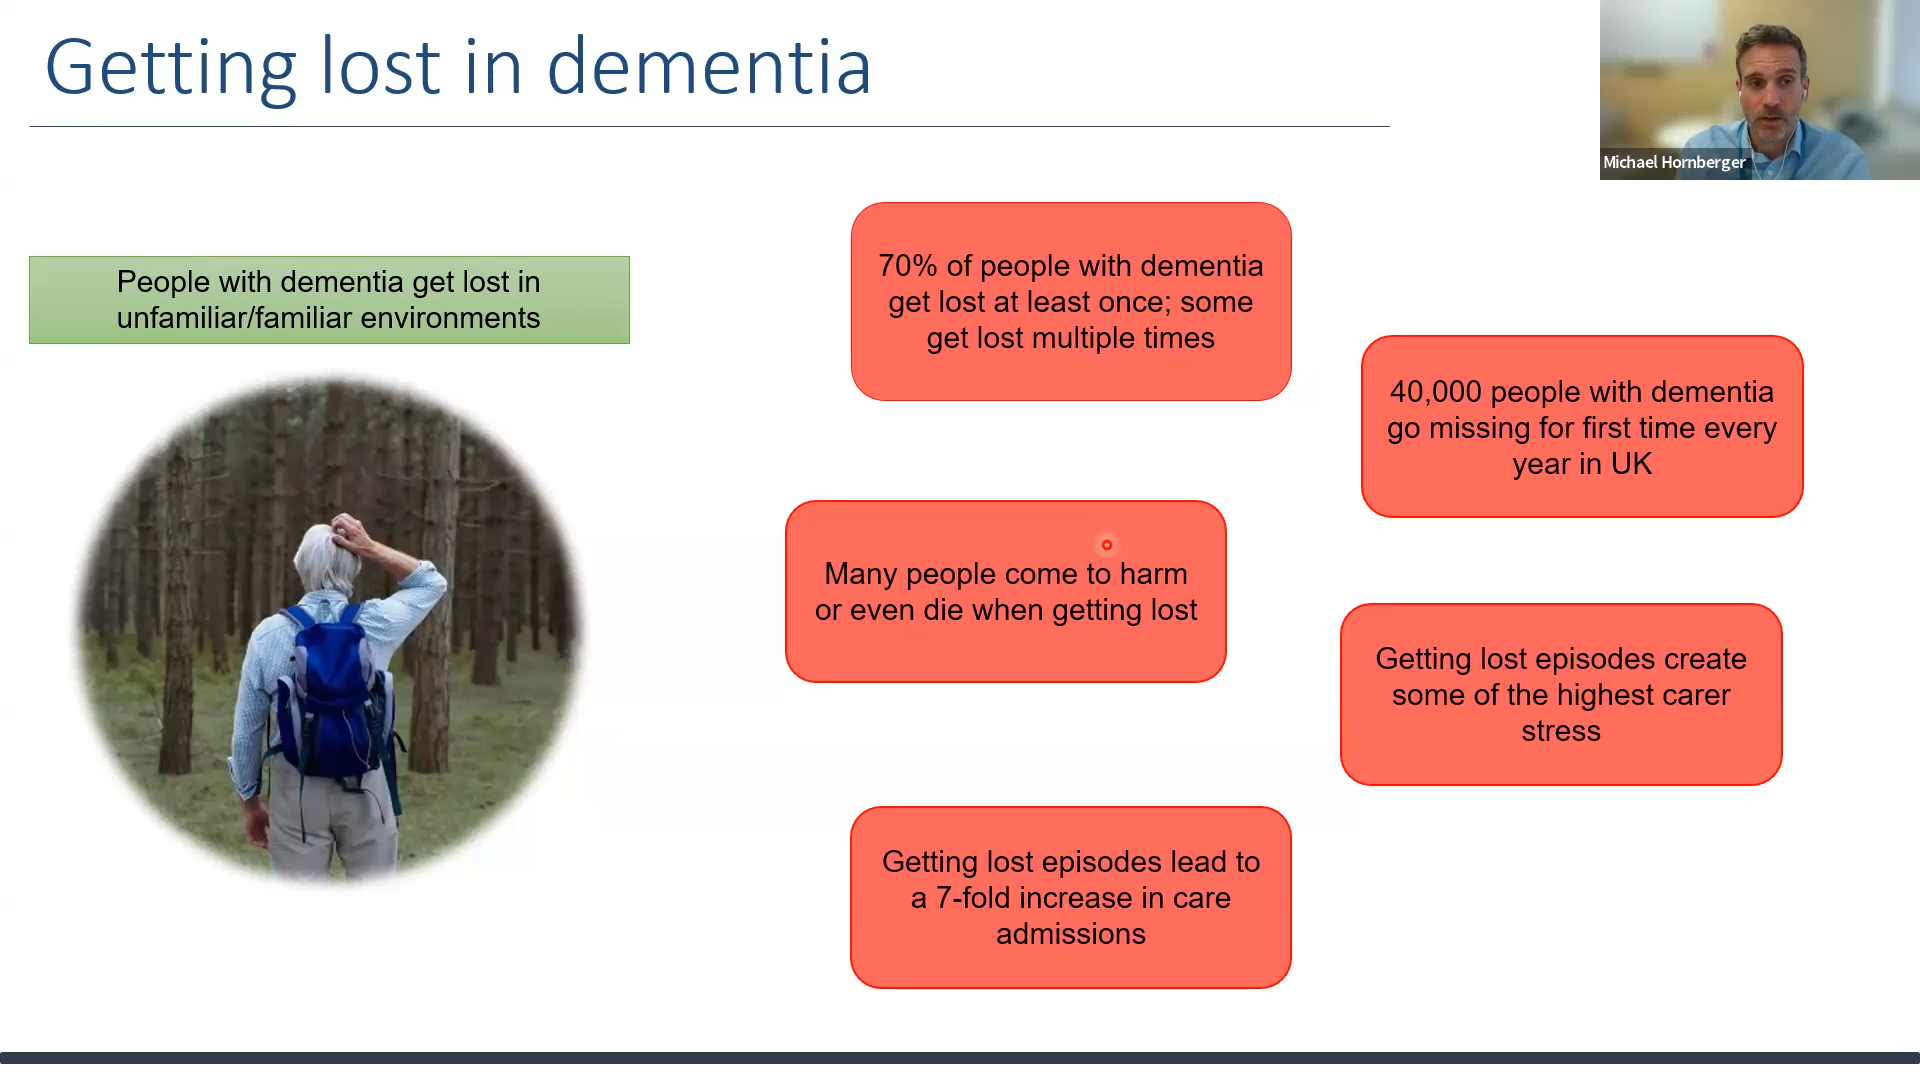 Getting lost in dementia
Michael Hornberger
People with dementia get lost in
unfamiliar/familiar environments
70% of people with dementia
get lost at least once; some
get lost multiple times
40,000 people with dementia
go missing for first time every
year in UK
Many people come to harm
or even die when getting lost
Getting lost episodes create
some of the highest carer
stress
Getting lost episodes lead to
a 7-fold increase in care
admissions